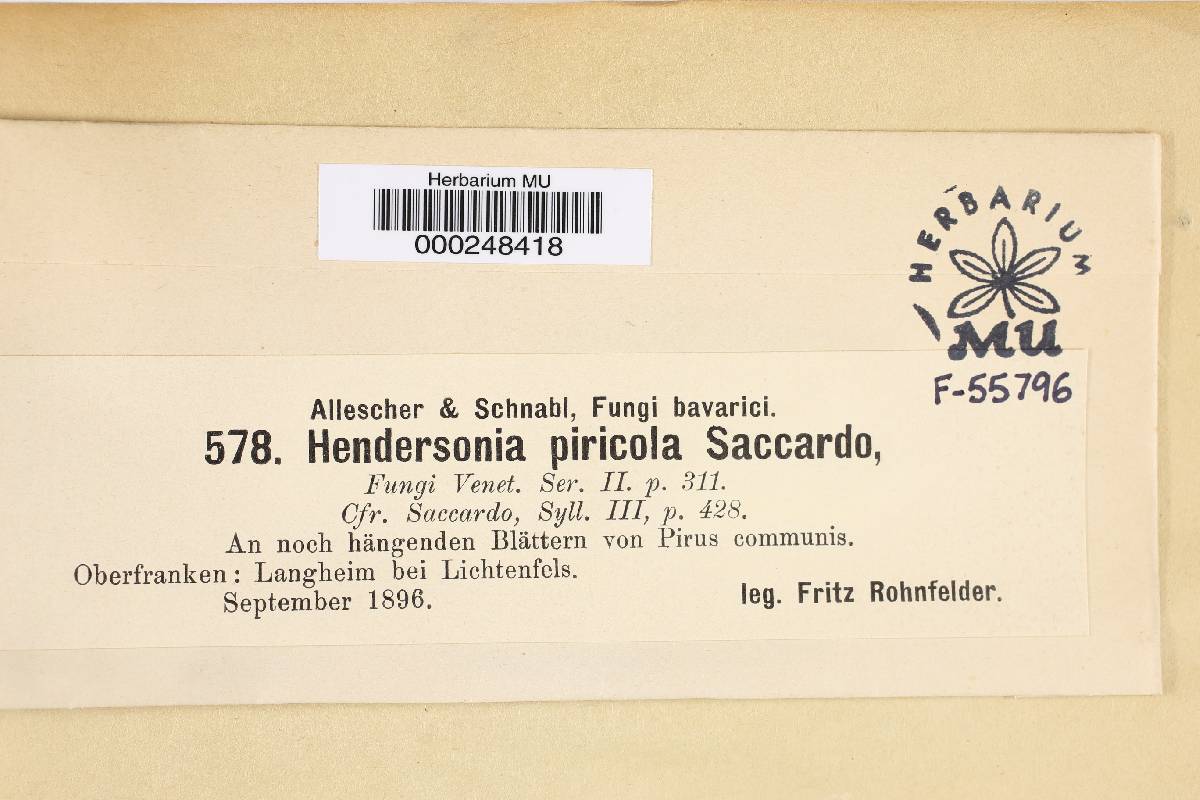 Herbarium MU
000248418
HERBARIUM
MU
F-55796
Allescher & Schnabl, Fungi bavarici.
578. Hendersonia piricola Saccardo,
Fungi Venet. Ser. II. p. 311.
Cfr. Saccardo, Syll. III, p. 428.
An noch hängenden Blättern von Pirus communis.
Oberfranken: Langheim bei Lichtenfels.
September 1896.
leg. Fritz Rohnfelder.